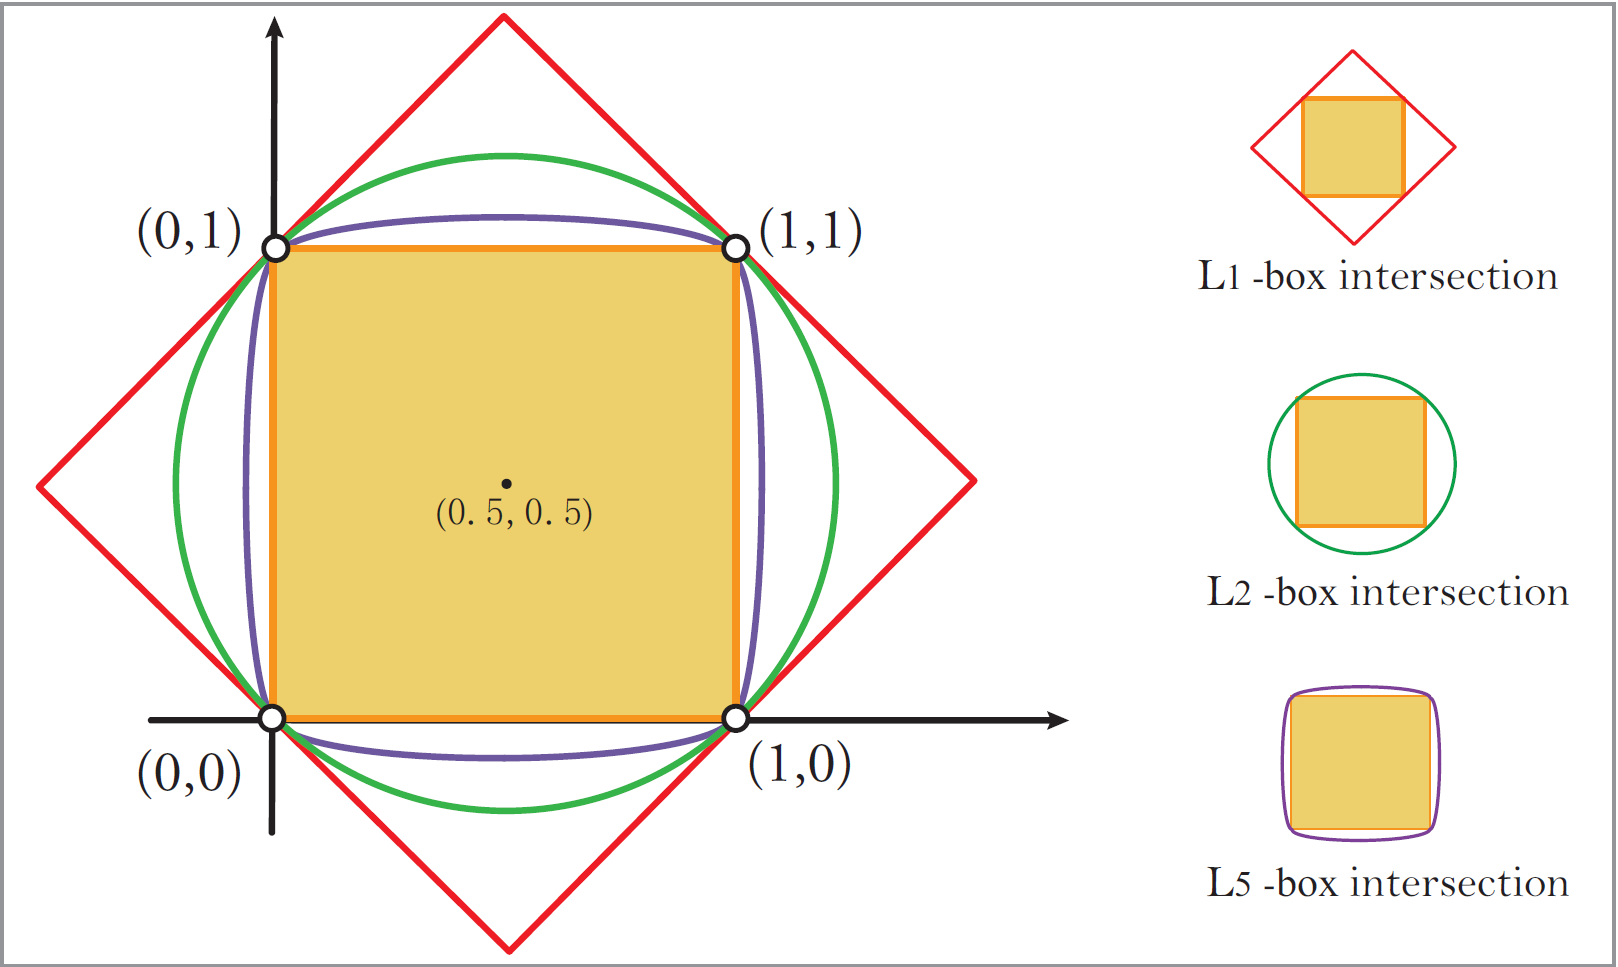 (0,1)
(1,1)
(0. 5, 0. 5)
(0,0)
(1,0)
L1 -box intersection
L2 -box intersection
L5 -box intersection